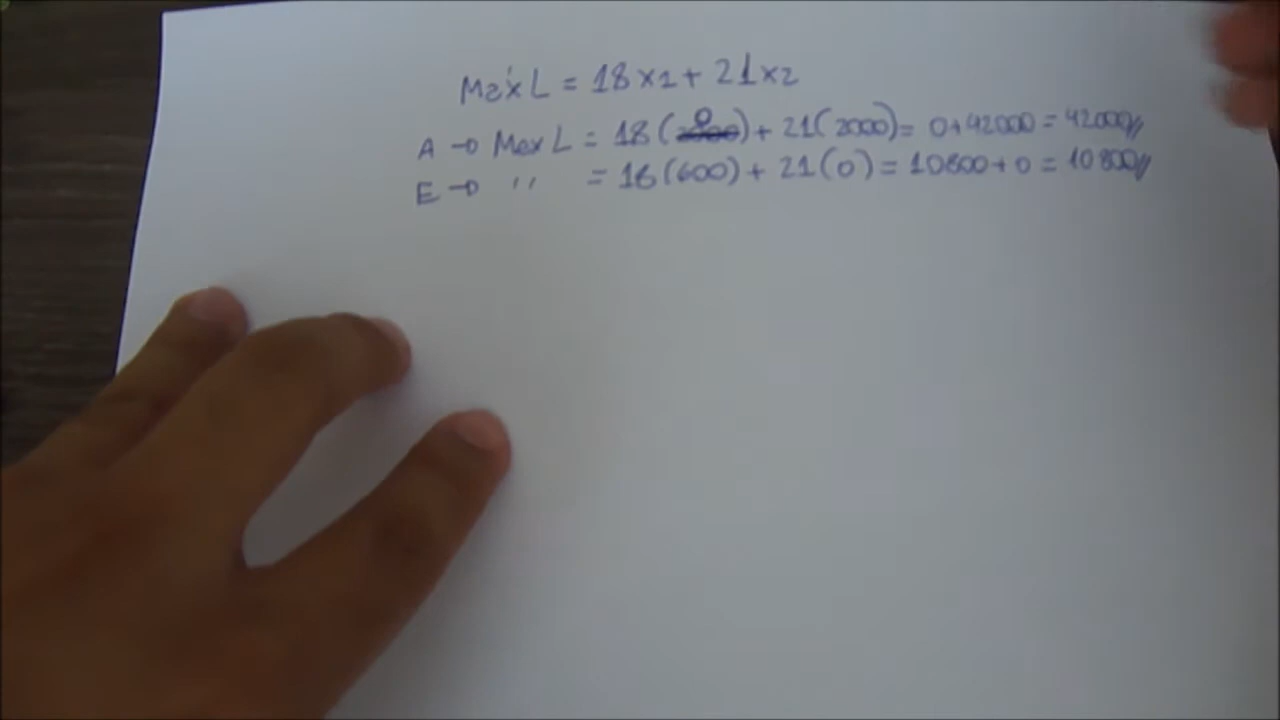 Máx L = 18x1 + 21x2
A → Max L = 18(0) + 21(2000) = 0+42000 = 42000//
E → '' = 18(600) + 21(0) = 10800+0 = 10800//